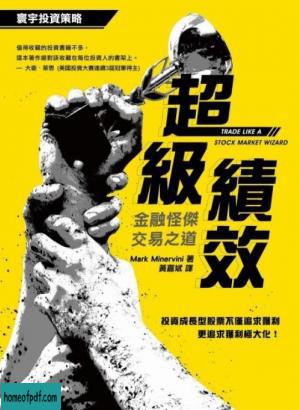 寰宇投資策略
值得收藏的投資書籍不多,
這本著作絕對該收藏在每位投資人的書架上。
— 大衛．萊恩 (美國投資大賽連續3屆冠軍得主)
超級績效
TRADE LIKE A
STOCK MARKET WIZARD
金融怪傑
交易之道
Mark Minervini 著
黃嘉斌 譯
投資成長型股票不僅追求獲利
更追求獲利極大化！
homeofpdf.com